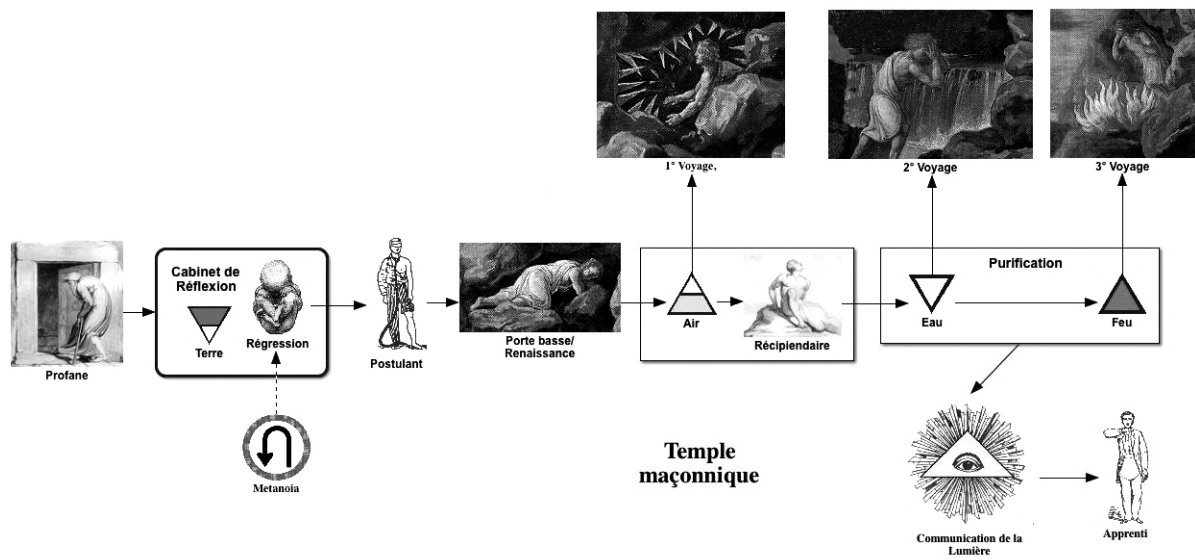 1° Voyage,
2° Voyage
3° Voyage
Cabinet de
Réflexion
Terre
Régression
Profane
Metanoia
Postulant
Porte basse/
Renaissance
Air
Récipiendaire
Purification
Eau
Feu
Temple
maçonnique
Communication de la
Lumière
Apprenti